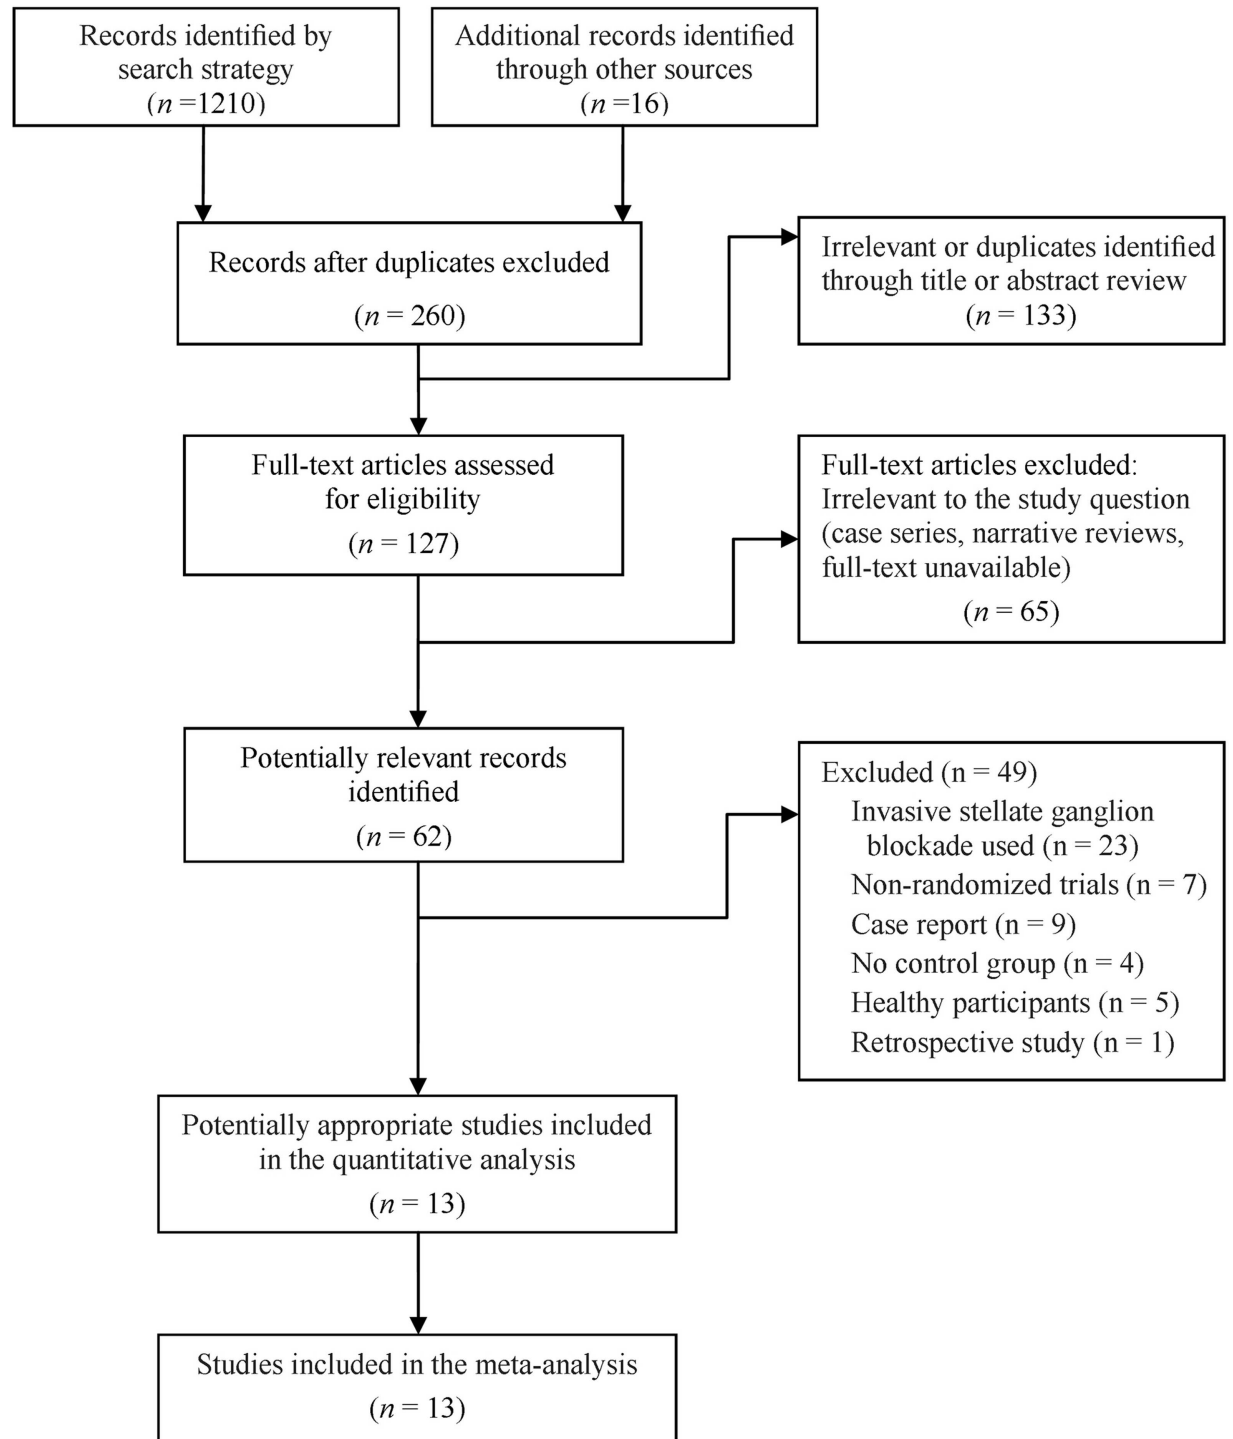 Records identified by
search strategy
(n =1210)
Additional records identified
through other sources
(n =16)
Records after duplicates excluded
(n = 260)
Irrelevant or duplicates identified
through title or abstract review
(n = 133)
Full-text articles assessed
for eligibility
(n = 127)
Full-text articles excluded:
Irrelevant to the study question
(case series, narrative reviews,
full-text unavailable)
(n = 65)
Potentially relevant records
identified
(n = 62)
Excluded (n = 49)
Invasive stellate ganglion
blockade used (n = 23)
Non-randomized trials (n = 7)
Case report (n = 9)
No control group (n = 4)
Healthy participants (n = 5)
Retrospective study (n = 1)
Potentially appropriate studies included
in the quantitative analysis
(n = 13)
Studies included in the meta-analysis
(n = 13)